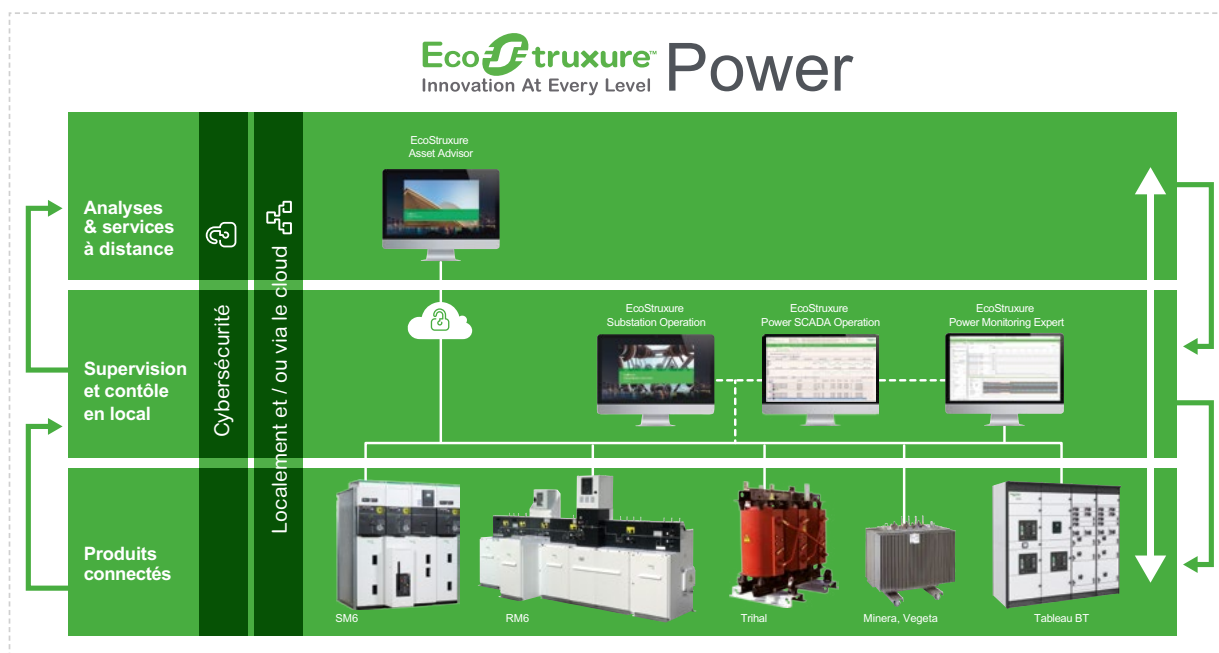 EcoStruxure™ Power
Innovation At Every Level
EcoStruxure
Asset Advisor
Analyses
& services
à distance
Cybersécurité
Localement et / ou via le cloud
EcoStruxure
Substation Operation
EcoStruxure
Power SCADA Operation
EcoStruxure
Power Monitoring Expert
Supervision
et contôle
en local
Produits
connectés
SM6
RM6
Trihal
Minera, Vegeta
Tableau BT